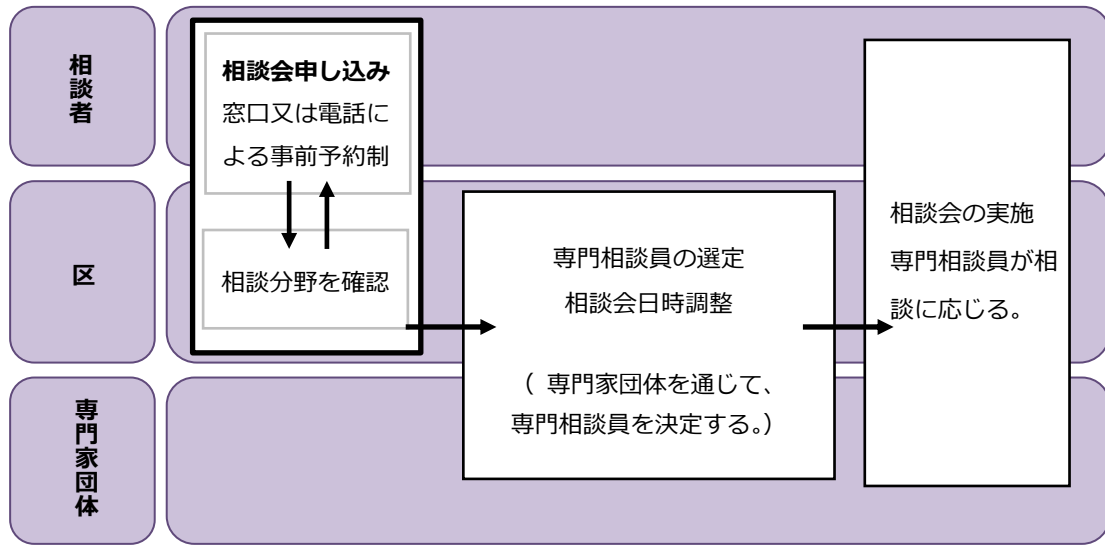 相談者
相談会申し込み
窓口又は電話に
よる事前予約制
区
相談分野を確認
専門相談員の選定
相談会日時調整
（ 専門家団体を通じて、
専門相談員を決定する。）
相談会の実施
専門相談員が相
談に応じる。
専門家団体